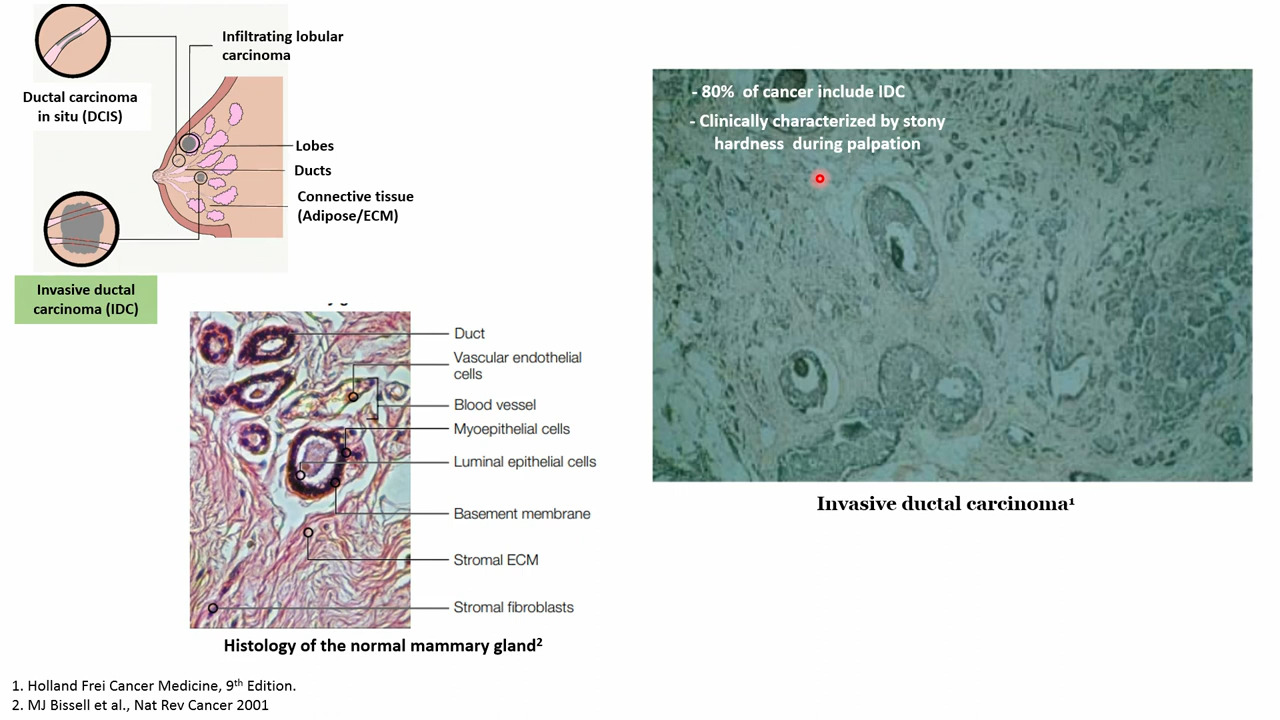 Infiltrating lobular
carcinoma
Ductal carcinoma
in situ (DCIS)
Lobes
Ducts
Connective tissue
(Adipose/ECM)
Invasive ductal
carcinoma (IDC)
Duct
Vascular endothelial
cells
Blood vessel
Myoepithelial cells
Luminal epithelial cells
Basement membrane
Stromal ECM
Stromal fibroblasts
Histology of the normal mammary gland²
- 80% of cancer include IDC
- Clinically characterized by stony
hardness during palpation
Invasive ductal carcinoma¹
1. Holland Frei Cancer Medicine, 9th Edition.
2. MJ Bissell et al., Nat Rev Cancer 2001